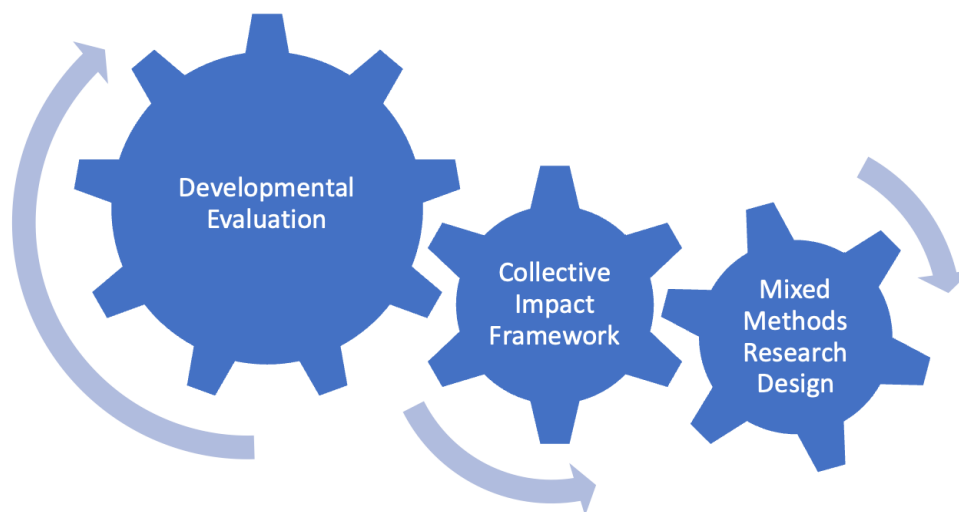 Developmental
Evaluation
Collective
Impact
Framework
Mixed
Methods
Research
Design